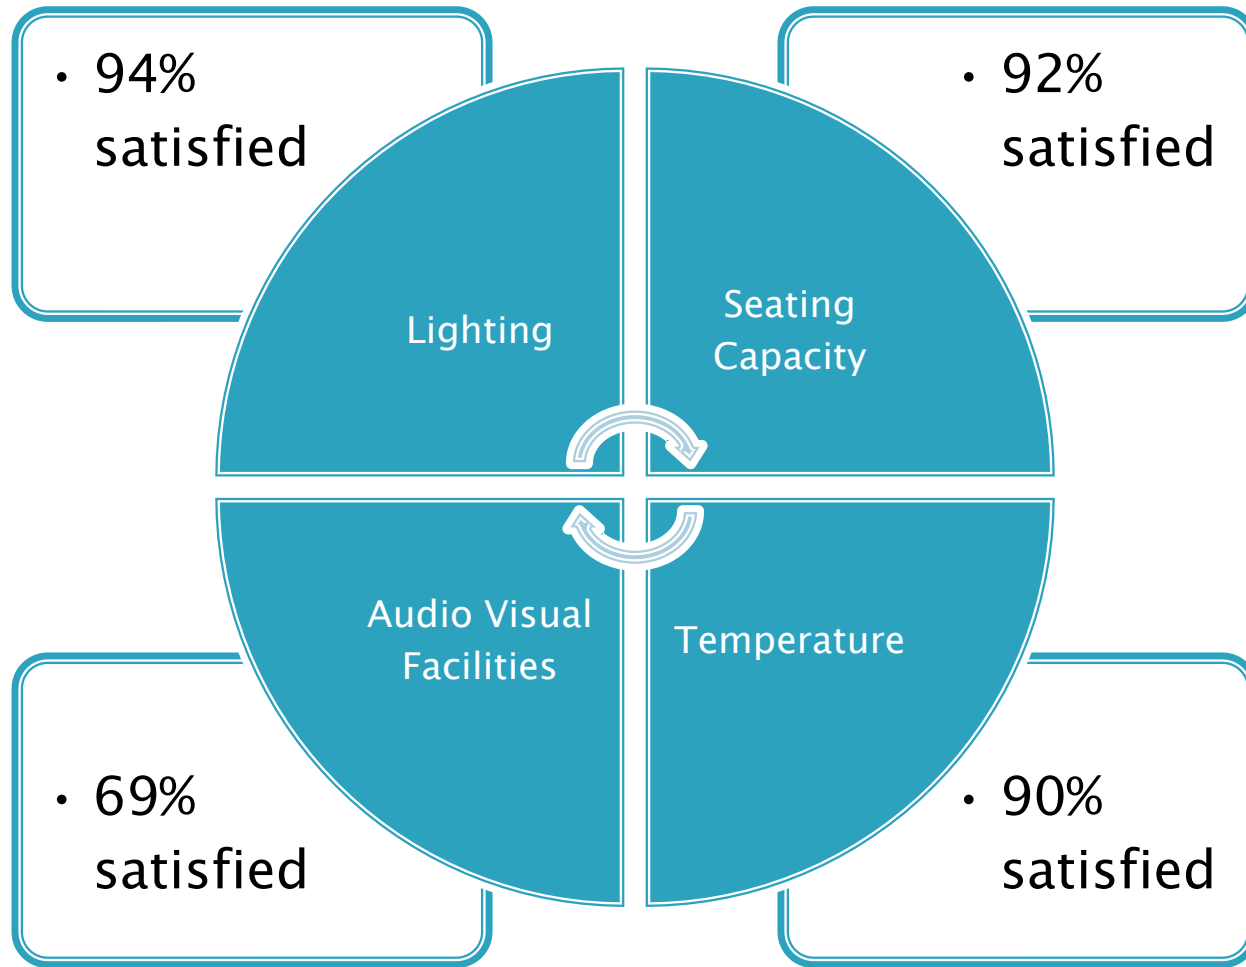 • 94%
satisfied
• 92%
satisfied
Lighting
Seating
Capacity
Audio Visual
Facilities
Temperature
• 69%
satisfied
• 90%
satisfied